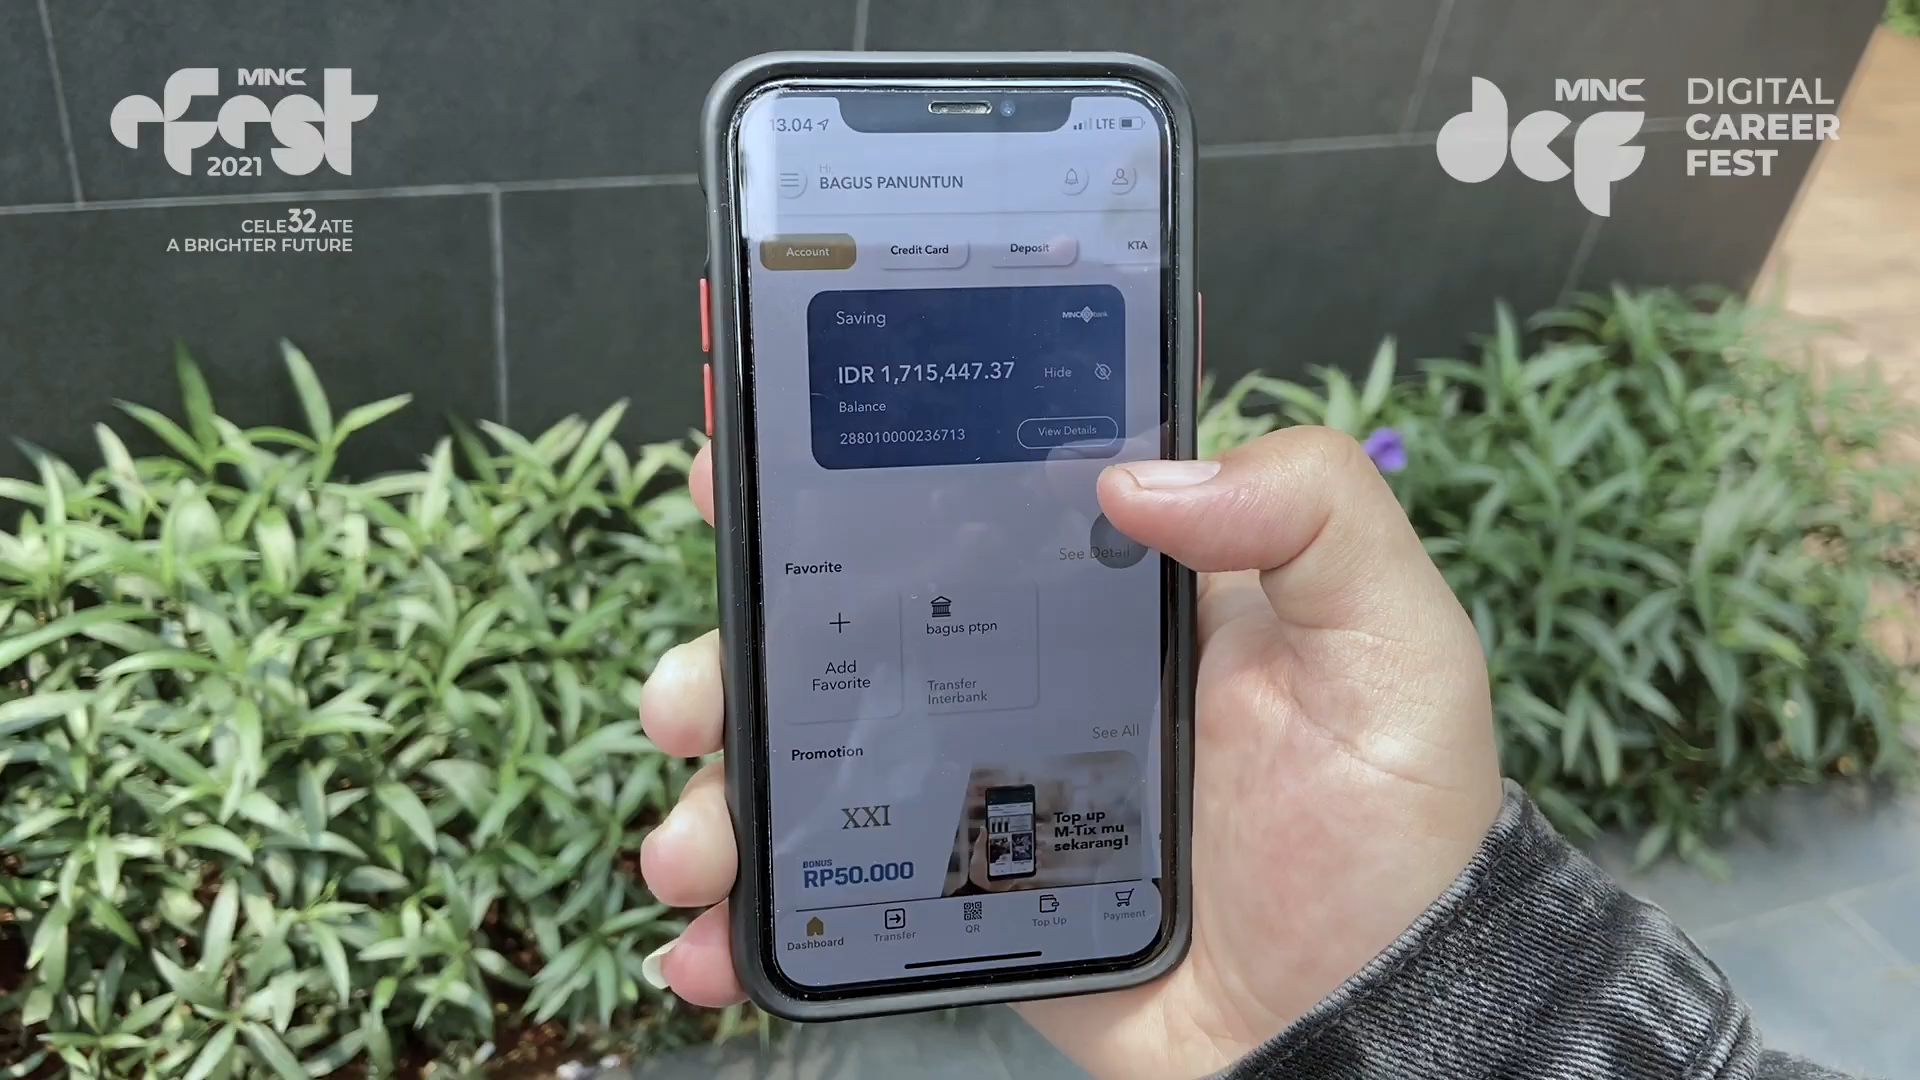 MNC
eFest
2021
CELE32ATE
A BRIGHTER FUTURE
MNC
dcf
DIGITAL
CAREER
FEST
13.04
LTE
Hi,
BAGUS PANUNTUN
Account
Credit Card
Deposit
KTA
Saving
MNC bank
IDR 1,715,447.37
Hide
Balance
288010000236713
View Details
Favorite
See Detail
Add
Favorite
bagus ptpn
Transfer
Interbank
Promotion
See All
XXI
BONUS
RP50.000
Top up
M-Tix mu
sekarang!
Dashboard
Transfer
QR
Top Up
Payment